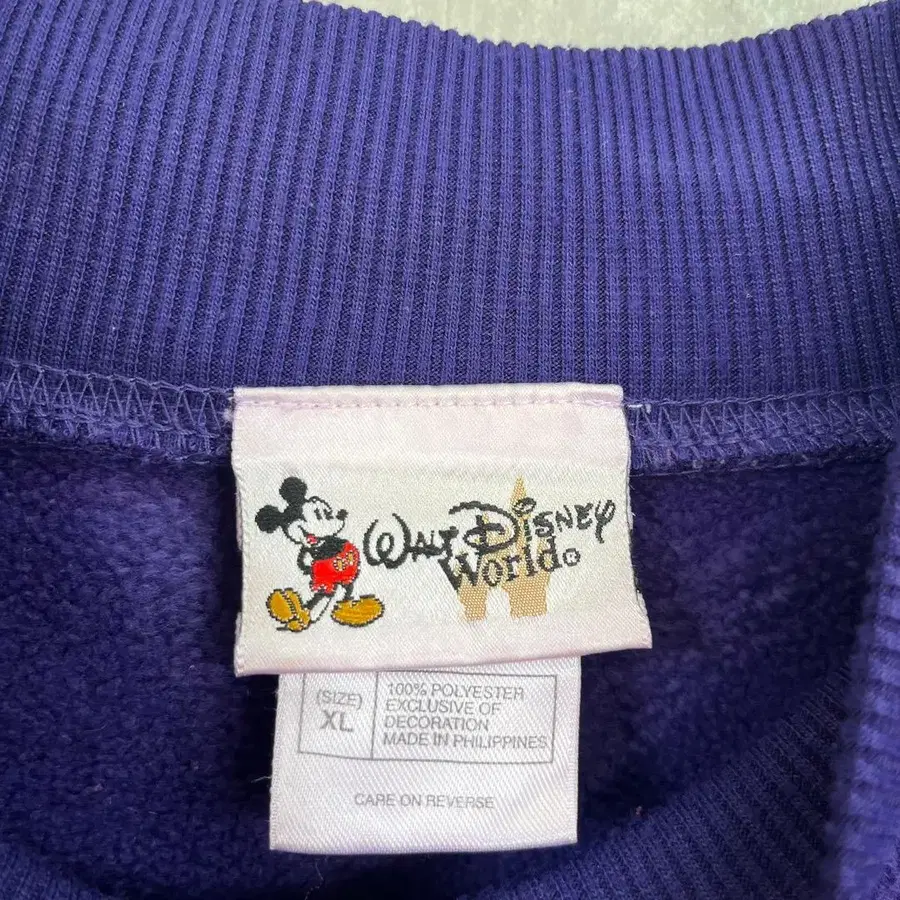 WALT DISNEY
World®
(SIZE)
XL
100% POLYESTER
EXCLUSIVE OF
DECORATION
MADE IN PHILIPPINES
CARE ON REVERSE